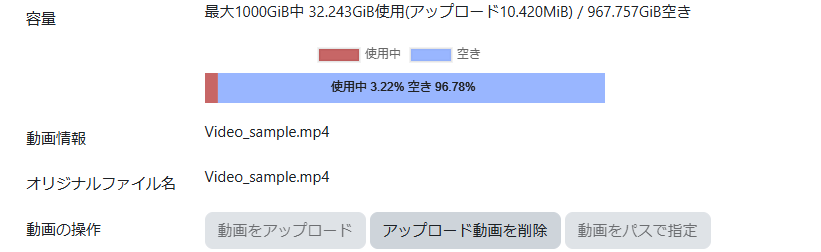 容量
最大1000GiB中 32.243GiB使用(アップロード10.420MiB) / 967.757GiB空き
使用中 空き
使用中 3.22% 空き 96.78%
動画情報
Video_sample.mp4
オリジナルファイル名
Video_sample.mp4
動画の操作
動画をアップロード アップロード動画を削除 動画をパスで指定